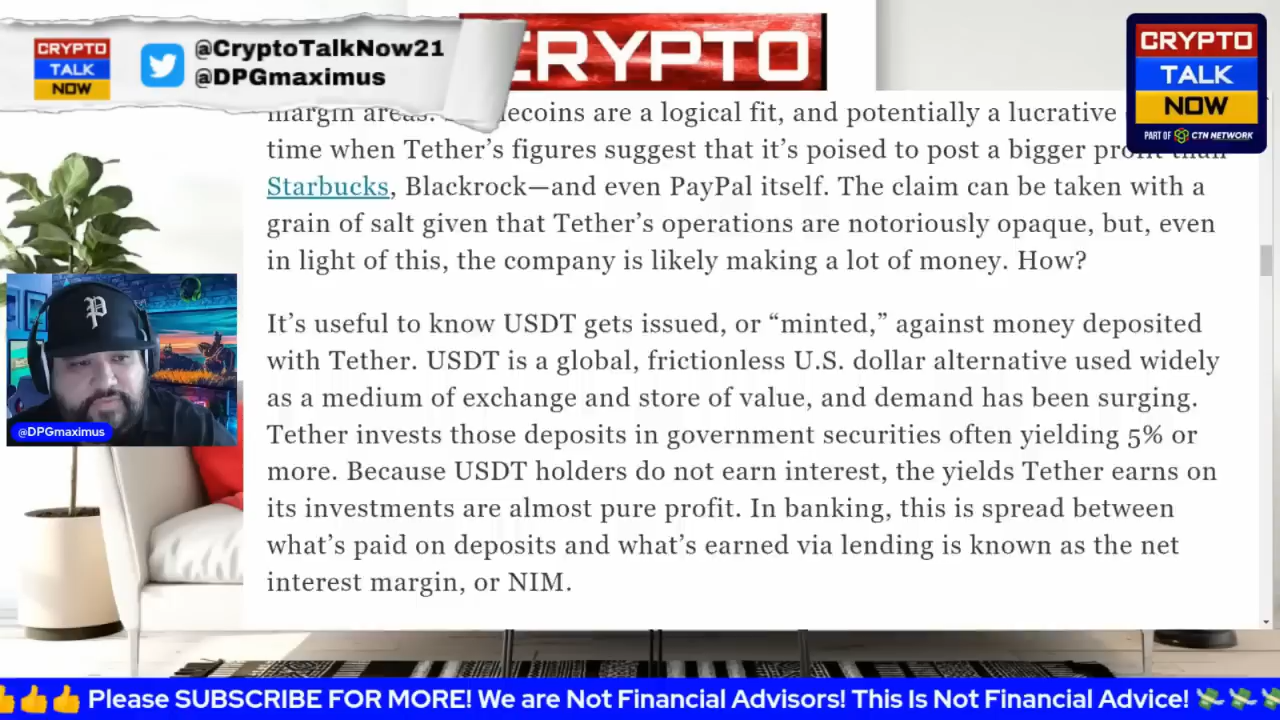 CRYPTO
TALK
NOW
@CryptoTalkNow21
@DPGmaximus
CRYPTO
CRYPTO
TALK
NOW
PART OF CTN NETWORK
margin areas. are a logical fit, and potentially a lucrative
time when Tether’s figures suggest that it’s poised to post a bigger profit than
Starbucks, Blackrock—and even PayPal itself. The claim can be taken with a
grain of salt given that Tether’s operations are notoriously opaque, but, even
in light of this, the company is likely making a lot of money. How?
It’s useful to know USDT gets issued, or “minted,” against money deposited
with Tether. USDT is a global, frictionless U.S. dollar alternative used widely
as a medium of exchange and store of value, and demand has been surging.
Tether invests those deposits in government securities often yielding 5% or
more. Because USDT holders do not earn interest, the yields Tether earns on
its investments are almost pure profit. In banking, this is spread between
what’s paid on deposits and what’s earned via lending is known as the net
interest margin, or NIM.
P
@DPGmaximus
Please SUBSCRIBE FOR MORE! We are Not Financial Advisors! This Is Not Financial Advice!